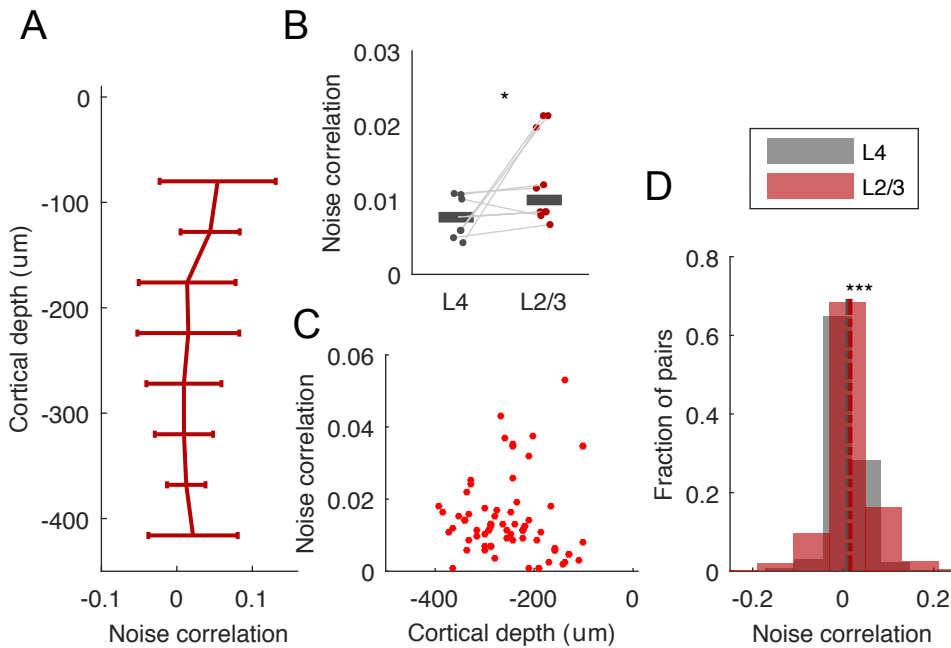 A
0
-100
-200
-300
-400
Cortical depth (um)
-0.1
0
0.1
Noise correlation
B
0.03
0.02
0.01
0
Noise correlation
*
L4
L2/3
C
0.06
0.04
0.02
0
Noise correlation
-400
-200
0
Cortical depth (um)
L4
L2/3
D
0.8
0.6
0.4
0.2
0
Fraction of pairs
***
-0.2
0
0.2
Noise correlation